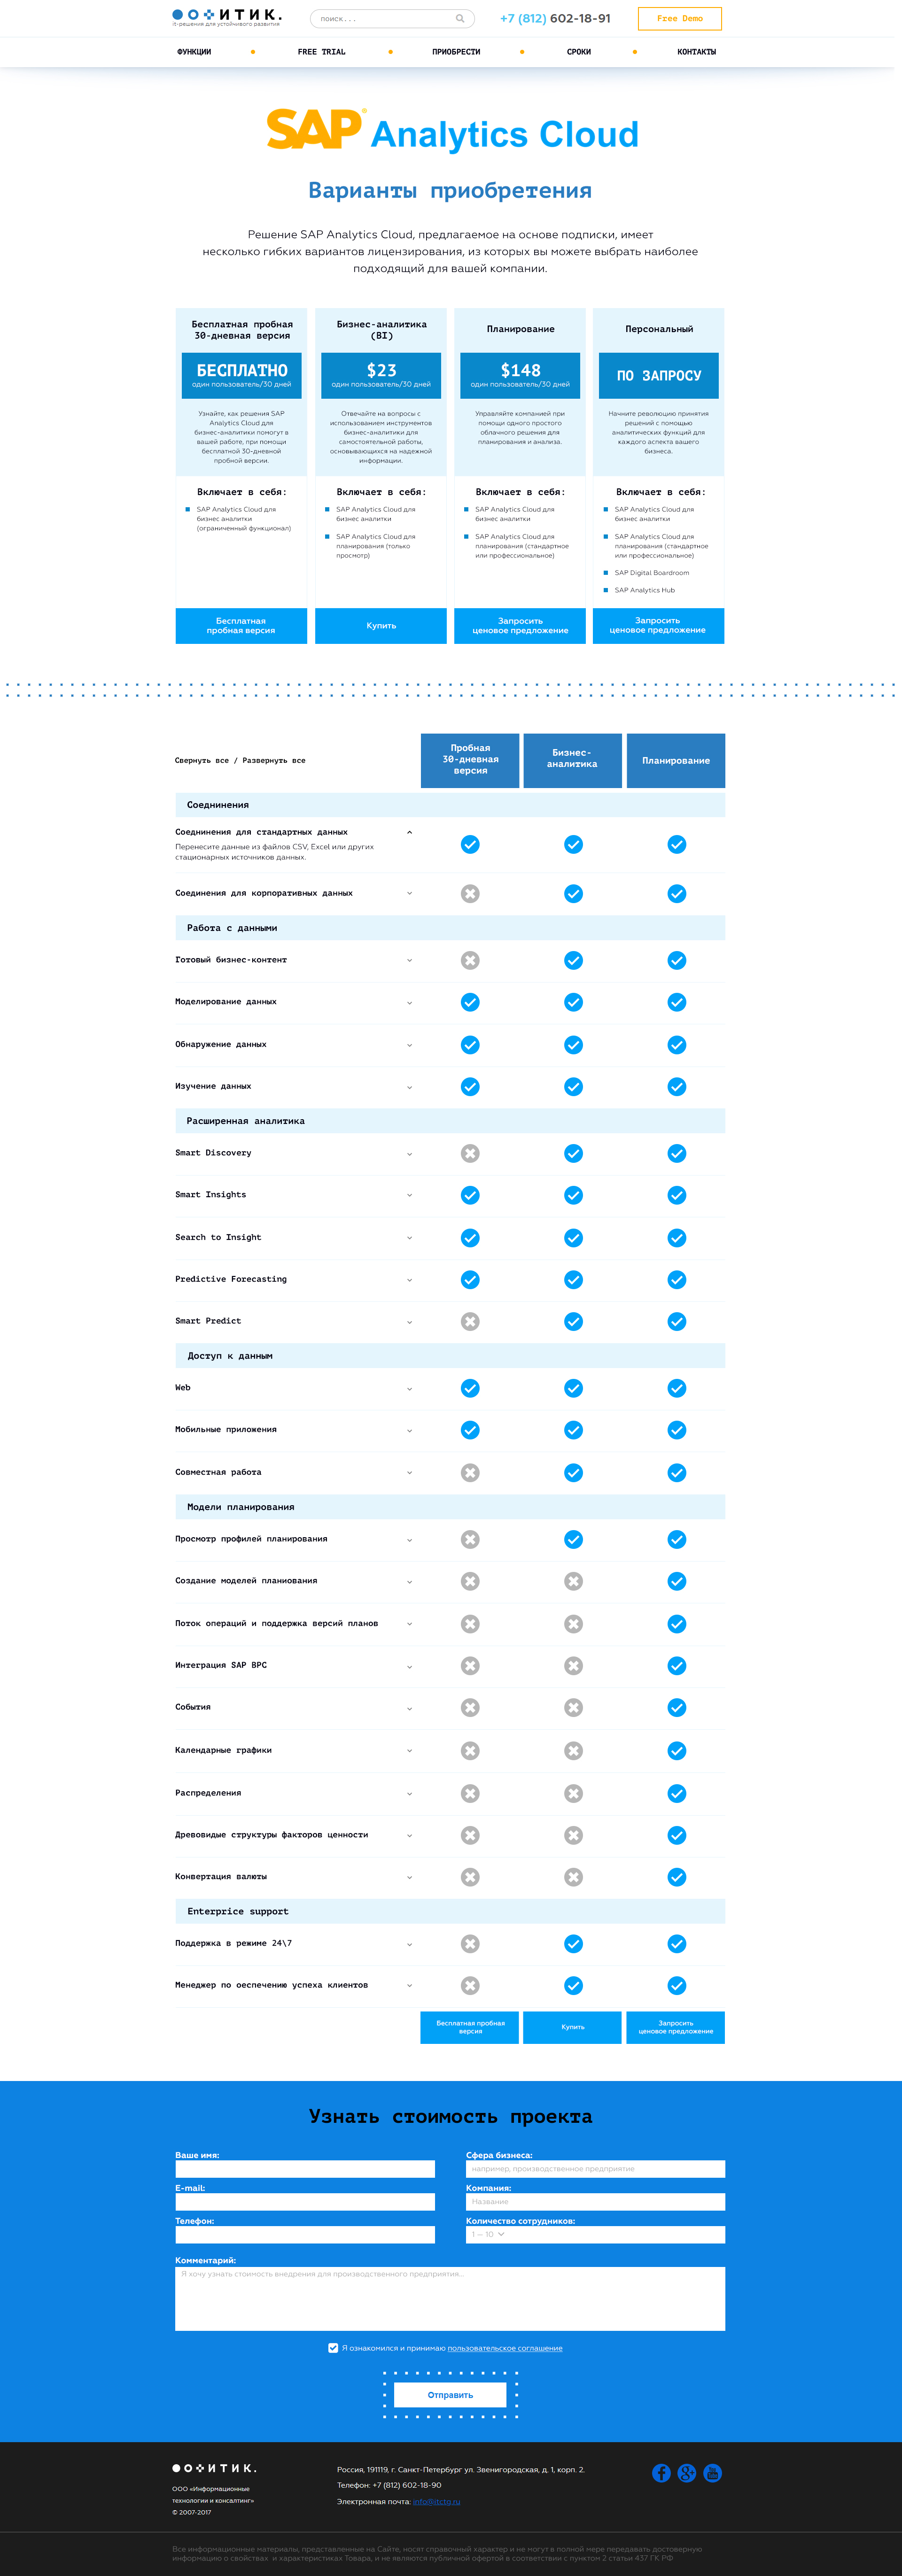 ИТИК.
it-решение для устойчивого развития
поиск...
+7 (812) 602-18-91
Free Demo
ФУНКЦИИ
FREE TRIAL
ПРИОБРЕСТИ
СРОКИ
КОНТАКТЫ
SAP® Analytics Cloud
Варианты приобретения
Решение SAP Analytics Cloud, предлагаемое на основе подписки, имеет
несколько гибких вариантов лицензирования, из которых вы можете выбрать наиболее
подходящий для вашей компании.
Бесплатная пробная
30-дневная версия
БЕСПЛАТНО
один пользователь/30 дней
Узнайте, как решения SAP
Analytics Cloud для
бизнес-аналитики помогут в
вашей работе, при помощи
бесплатной 30-дневной
пробной версии.
Включает в себя:
SAP Analytics Cloud для
бизнес аналитки
(ограниченный функционал)
Бесплатная
пробная версия
Бизнес-аналитика
(BI)
$23
один пользователь/30 дней
Отвечайте на вопросы с
использованием инструментов
бизнес-аналитики для
самостоятельной работы,
основывающихся на надежной
информации.
Включает в себя:
SAP Analytics Cloud для
бизнес аналитки
SAP Analytics Cloud для
планирования (только
просмотр)
Купить
Планирование
$148
один пользователь/30 дней
Управляйте компанией при
помощи одного простого
облачного решения для
планирования и анализа.
Включает в себя:
SAP Analytics Cloud для
бизнес аналитки
SAP Analytics Cloud для
планирования (стандартное
или профессиональное)
Запросить
ценовое предложение
Персональный
ПО ЗАПРОСУ
Начните революцию принятия
решений с помощью
аналитических функций для
каждого аспекта вашего
бизнеса.
Включает в себя:
SAP Analytics Cloud для
бизнес аналитки
SAP Analytics Cloud для
планирования (стандартное
или профессиональное)
SAP Digital Boardroom
SAP Analytics Hub
Запросить
ценовое предложение
Свернуть все / Развернуть все
Пробная
30-дневная
версия
Бизнес-
аналитика
Планирование
Соеднинения
Соединения для стандартных данных
Перенесите данные из файлов CSV, Excel или других
стационарных источников данных.
Соединения для корпоративных данных
Работа с данными
Готовый бизнес-контент
Моделирование данных
Обнаружение данных
Изучение данных
Расширенная аналитика
Smart Discovery
Smart Insights
Search to Insight
Predictive Forecasting
Smart Predict
Доступ к данным
Web
Мобильные приложения
Совместная работа
Модели планирования
Просмотр профилей планирования
Создание моделей планиования
Поток операций и поддержка версий планов
Интеграция SAP BPC
События
Календарные графики
Распределения
Древовидые структуры факторов ценности
Конвертация валюты
Enterprice support
Поддержка в режиме 24\7
Менеджер по оеспечению успеха клиентов
Бесплатная пробная
версия
Купить
Запросить
ценовое предложение
Узнать стоимость проекта
Ваше имя:
E-mail:
Телефон:
Сфера бизнеса:
например, производственное предприятие
Компания:
Название
Количество сотрудников:
1 – 10
Комментарий:
Я хочу узнать стоимость внедрения для производственного предприятия...
Я ознакомился и принимаю пользовательское соглашение
Отправить
ИТИК.
ООО «Информационные
технологии и консалтинг»
© 2007-2017
Россия, 191119, г. Санкт-Петербург ул. Звенигородская, д. 1, корп. 2.
Телефон: +7 (812) 602-18-90
Электронная почта: info@itctg.ru
Все информационные материалы, представленные на Сайте, носят справочный характер и не могут в полной мере передавать достоверную
информацию о свойствах и характеристиках Товара, и не являются публичной офертой в соответствии с пунктом 2 статьи 437 ГК РФ